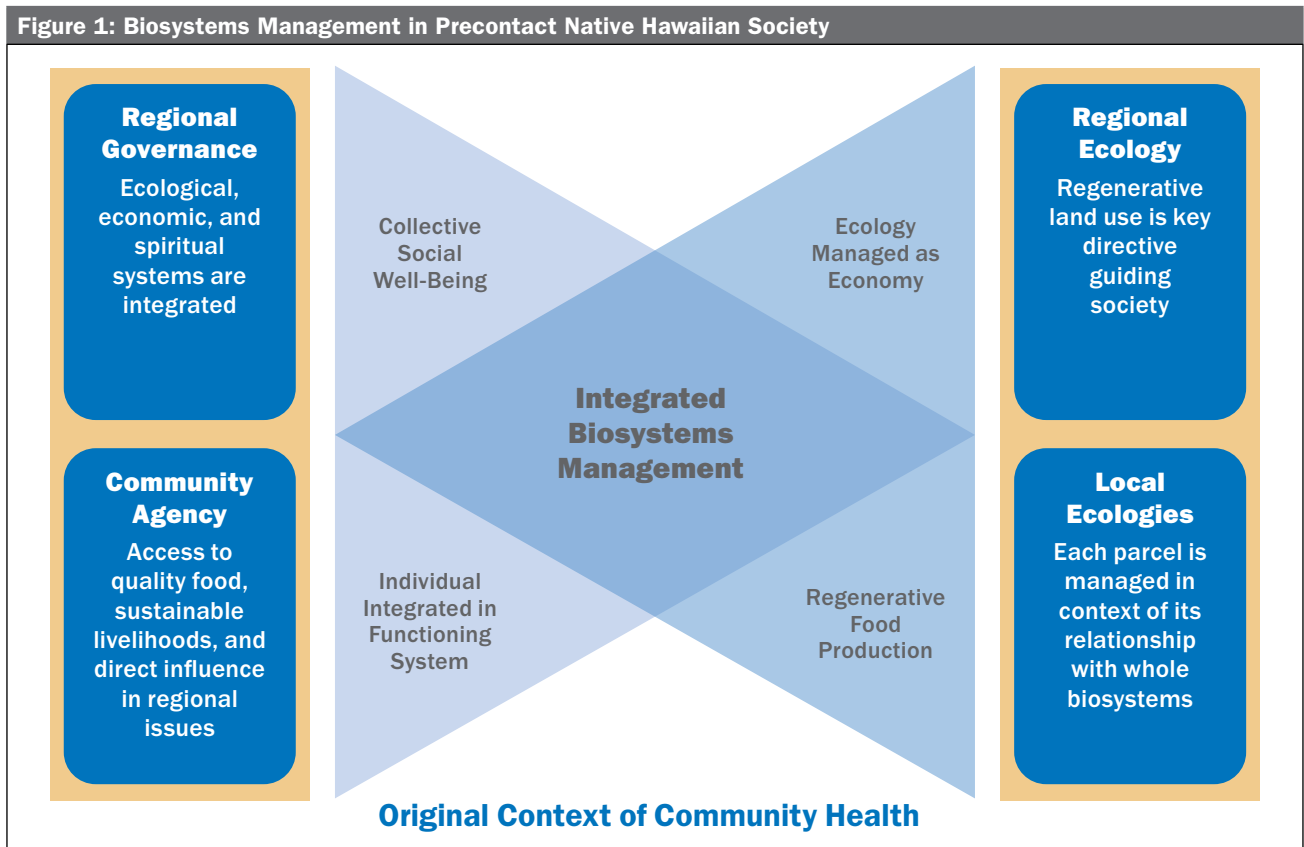 Figure 1: Biosystems Management in Precontact Native Hawaiian Society
Regional
Governance
Ecological,
economic, and
spiritual
systems are
integrated
Community
Agency
Access to
quality food,
sustainable
livelihoods, and
direct influence
in regional
issues
Collective
Social
Well-Being
Individual
Integrated in
Functioning
System
Integrated
Biosystems
Management
Ecology
Managed as
Economy
Regenerative
Food
Production
Regional
Ecology
Regenerative
land use is key
directive
guiding
society
Local
Ecologies
Each parcel is
managed in
context of its
relationship
with whole
biosystems
Original Context of Community Health